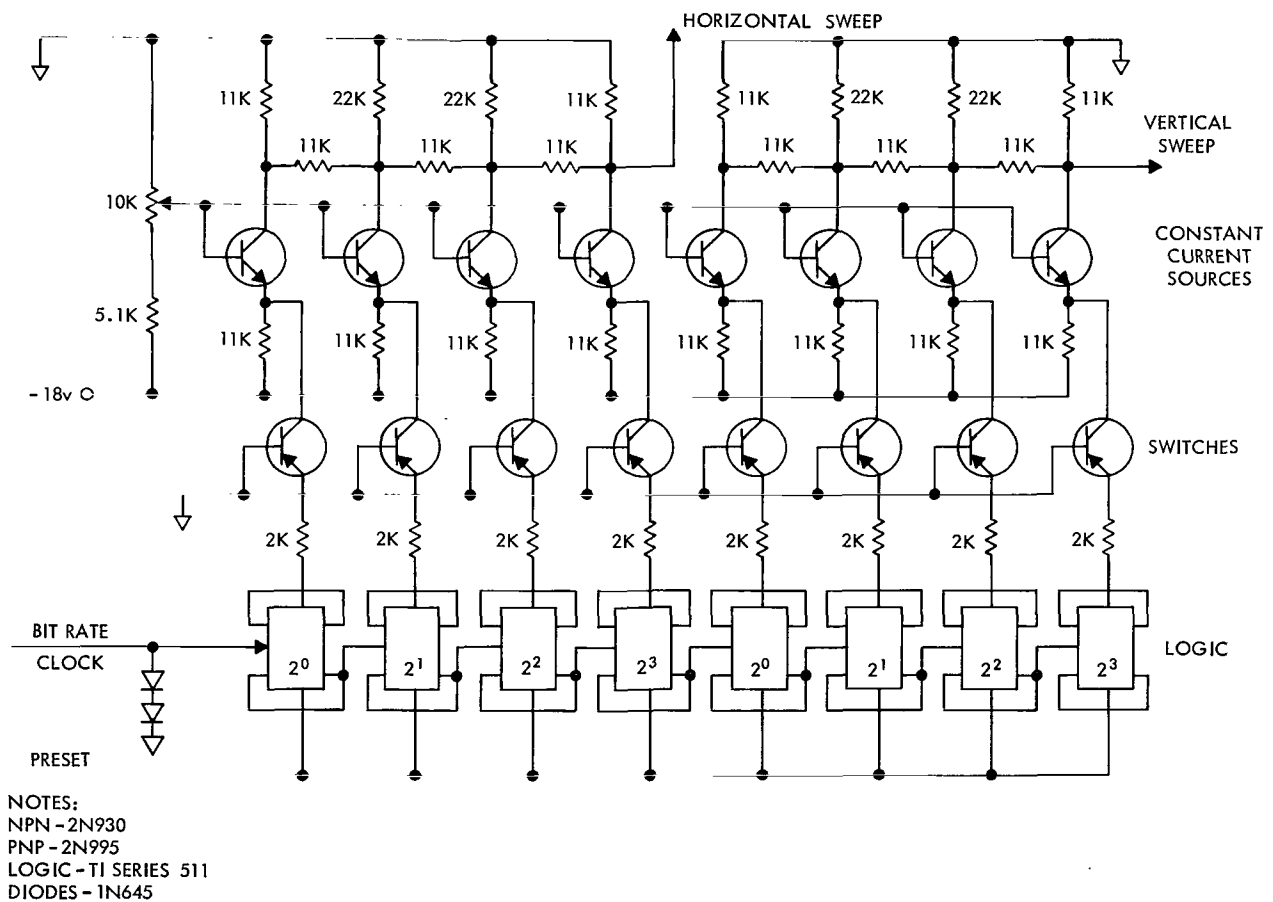 HORIZONTAL SWEEP
11K 22K 22K 11K 11K 22K 22K 11K
11K 11K 11K 11K 11K 11K
VERTICAL
SWEEP
10K
CONSTANT
CURRENT
SOURCES
5.1K
11K 11K 11K 11K 11K 11K 11K 11K
-18v
SWITCHES
2K 2K 2K 2K 2K 2K 2K 2K
BIT RATE
CLOCK
2⁰ 2¹ 2² 2³ 2⁰ 2¹ 2² 2³
LOGIC
PRESET
NOTES:
NPN - 2N930
PNP - 2N995
LOGIC - TI SERIES 511
DIODES - 1N645